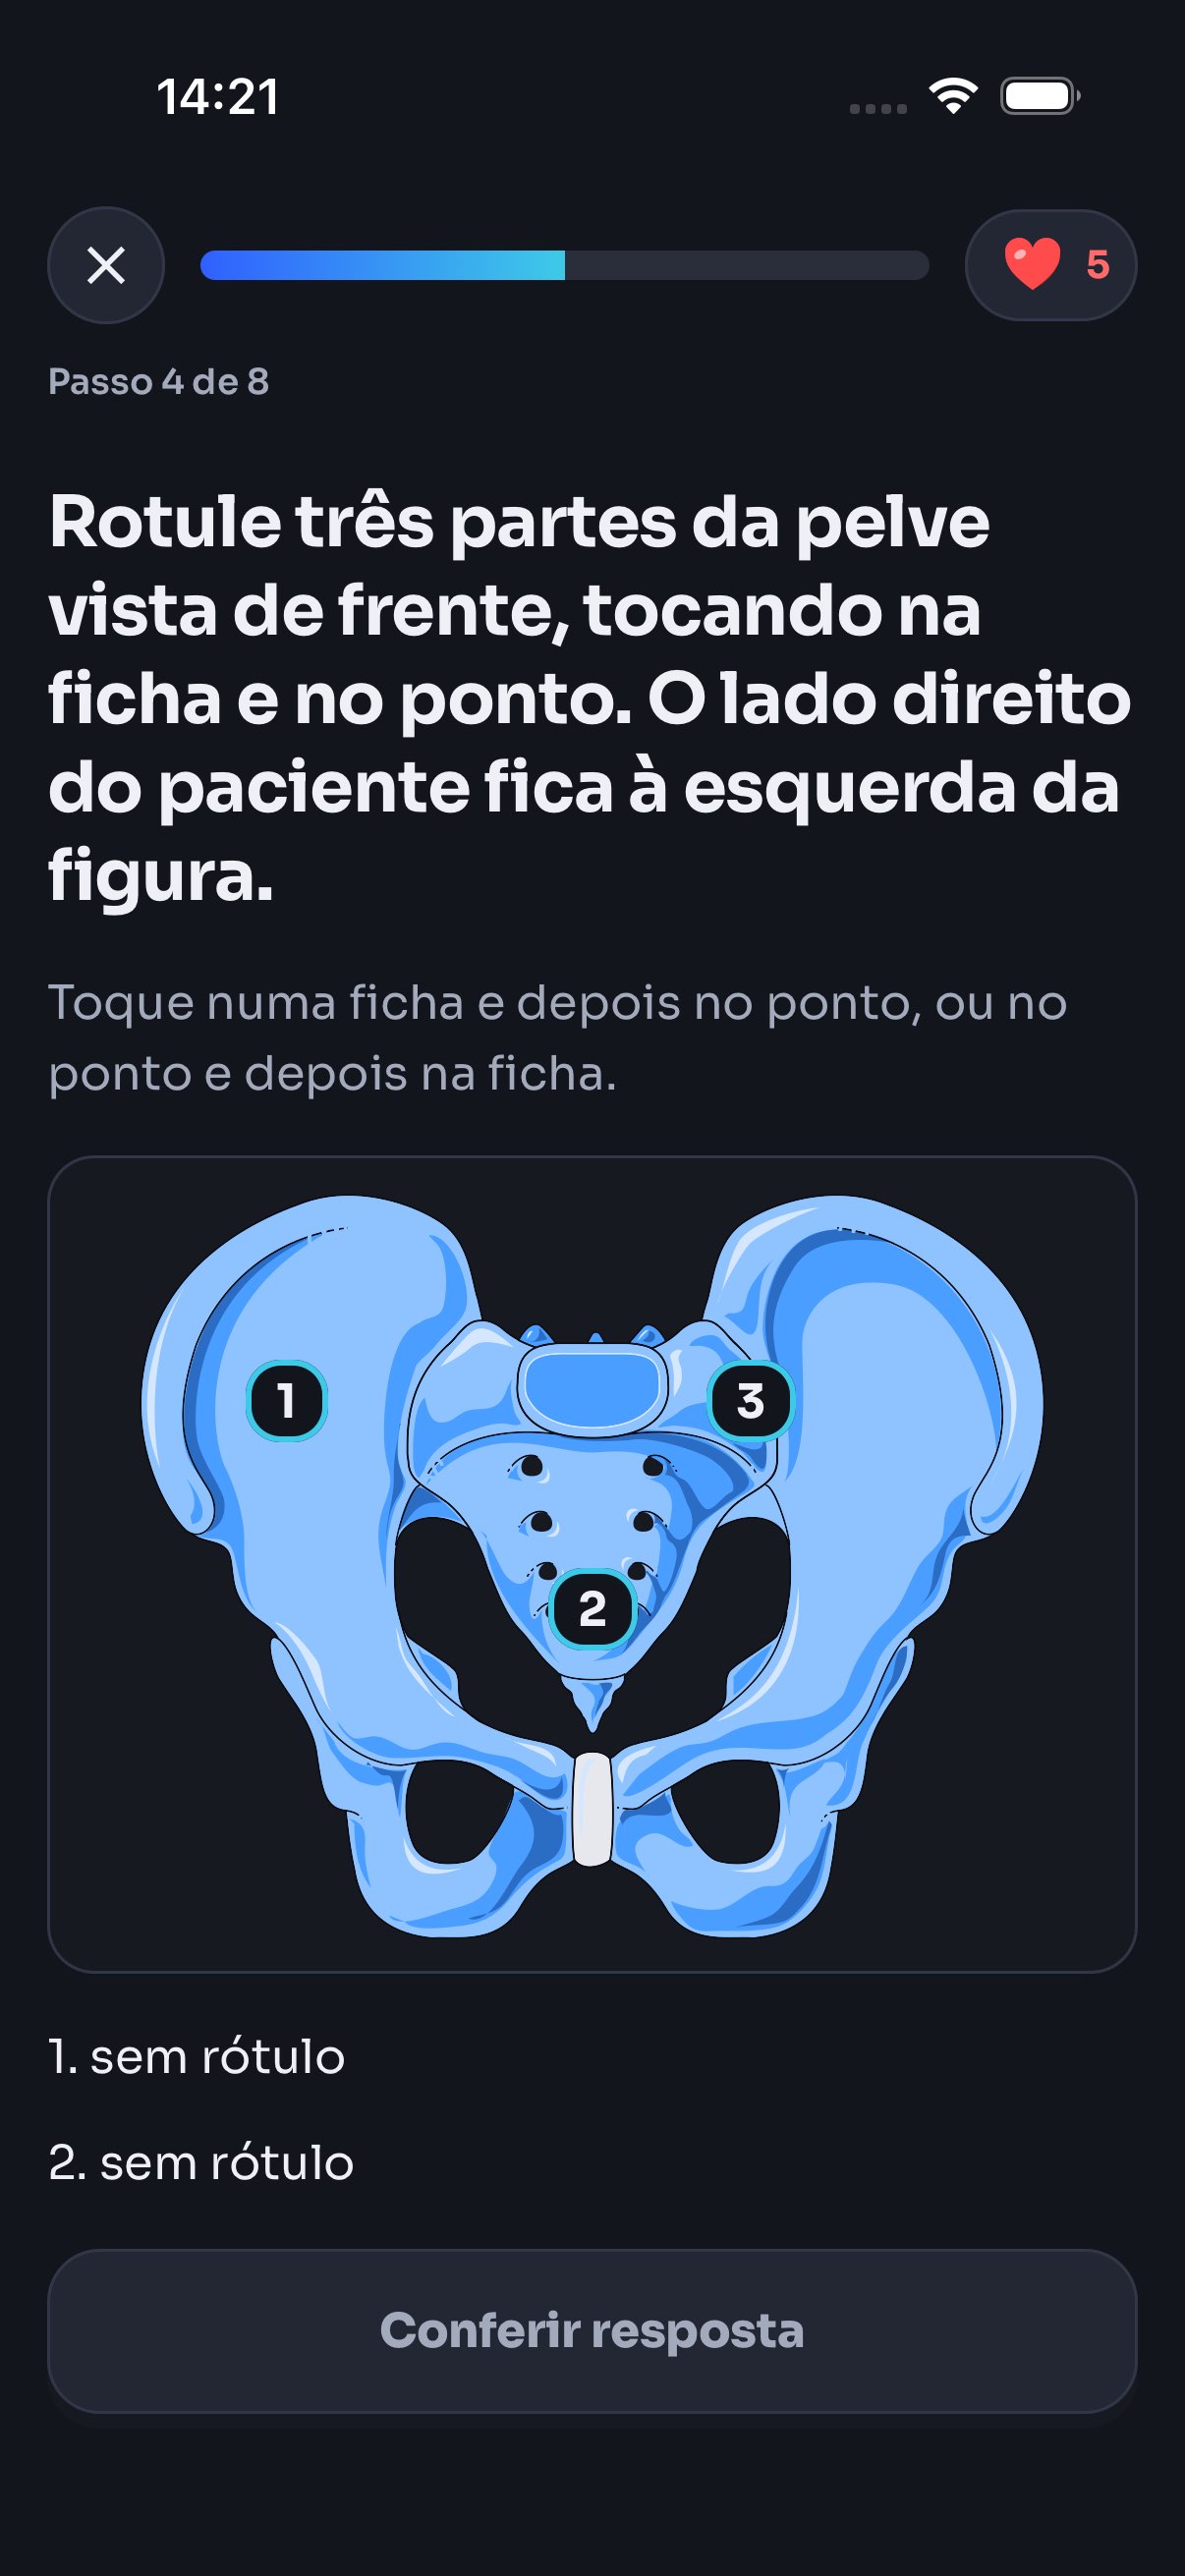 14:21
5
Passo 4 de 8
Rotule três partes da pelve
vista de frente, tocando na
ficha e no ponto. O lado direito
do paciente fica à esquerda da
figura.
Toque numa ficha e depois no ponto, ou no
ponto e depois na ficha.
1
3
2
1. sem rótulo
2. sem rótulo
Conferir resposta